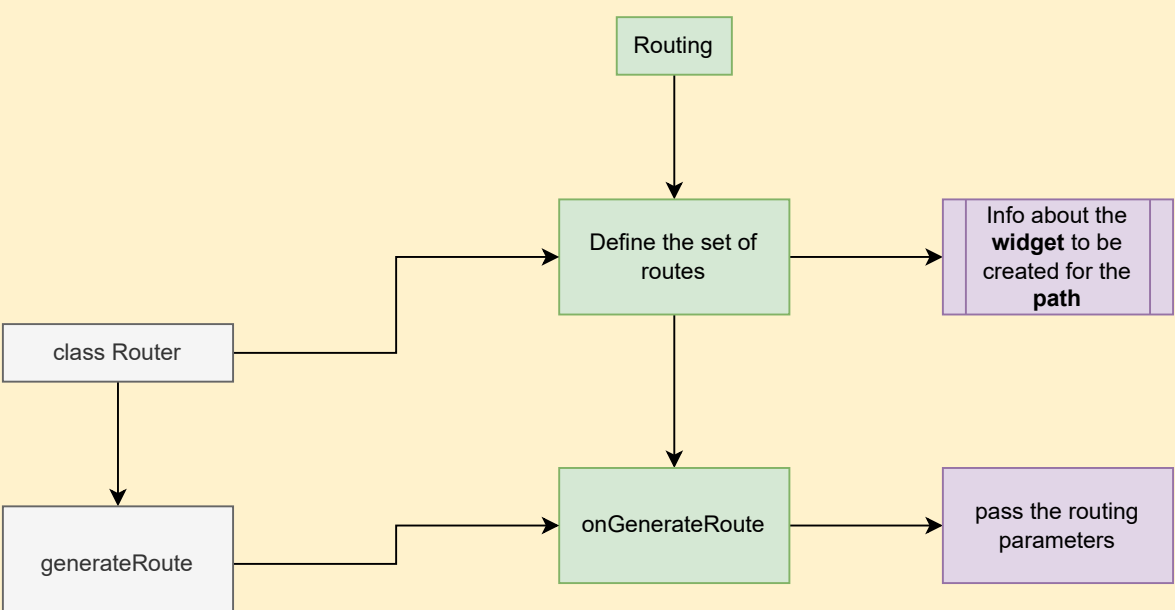 Routing
Define the set of
routes
Info about the
widget to be
created for the
path
class Router
onGenerateRoute
pass the routing
parameters
generateRoute